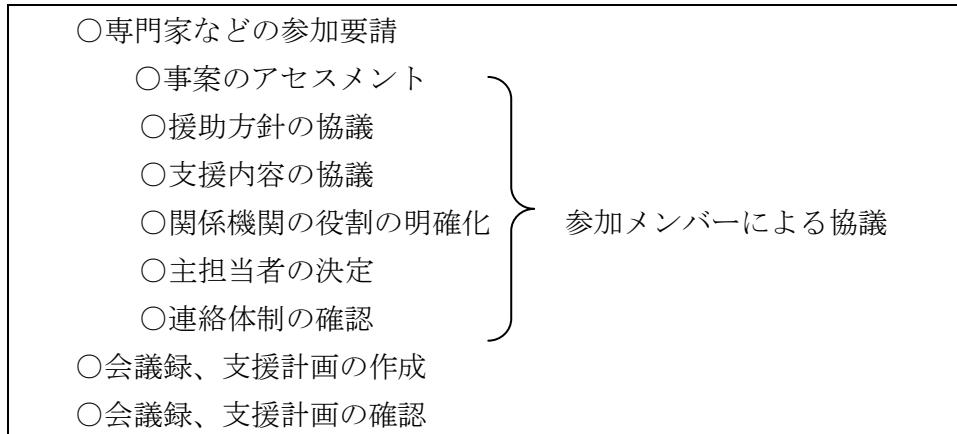 ○専門家などの参加要請
○事案のアセスメント
○援助方針の協議
○支援内容の協議
○関係機関の役割の明確化 参加メンバーによる協議
○主担当者の決定
○連絡体制の確認
○会議録、支援計画の作成
○会議録、支援計画の確認